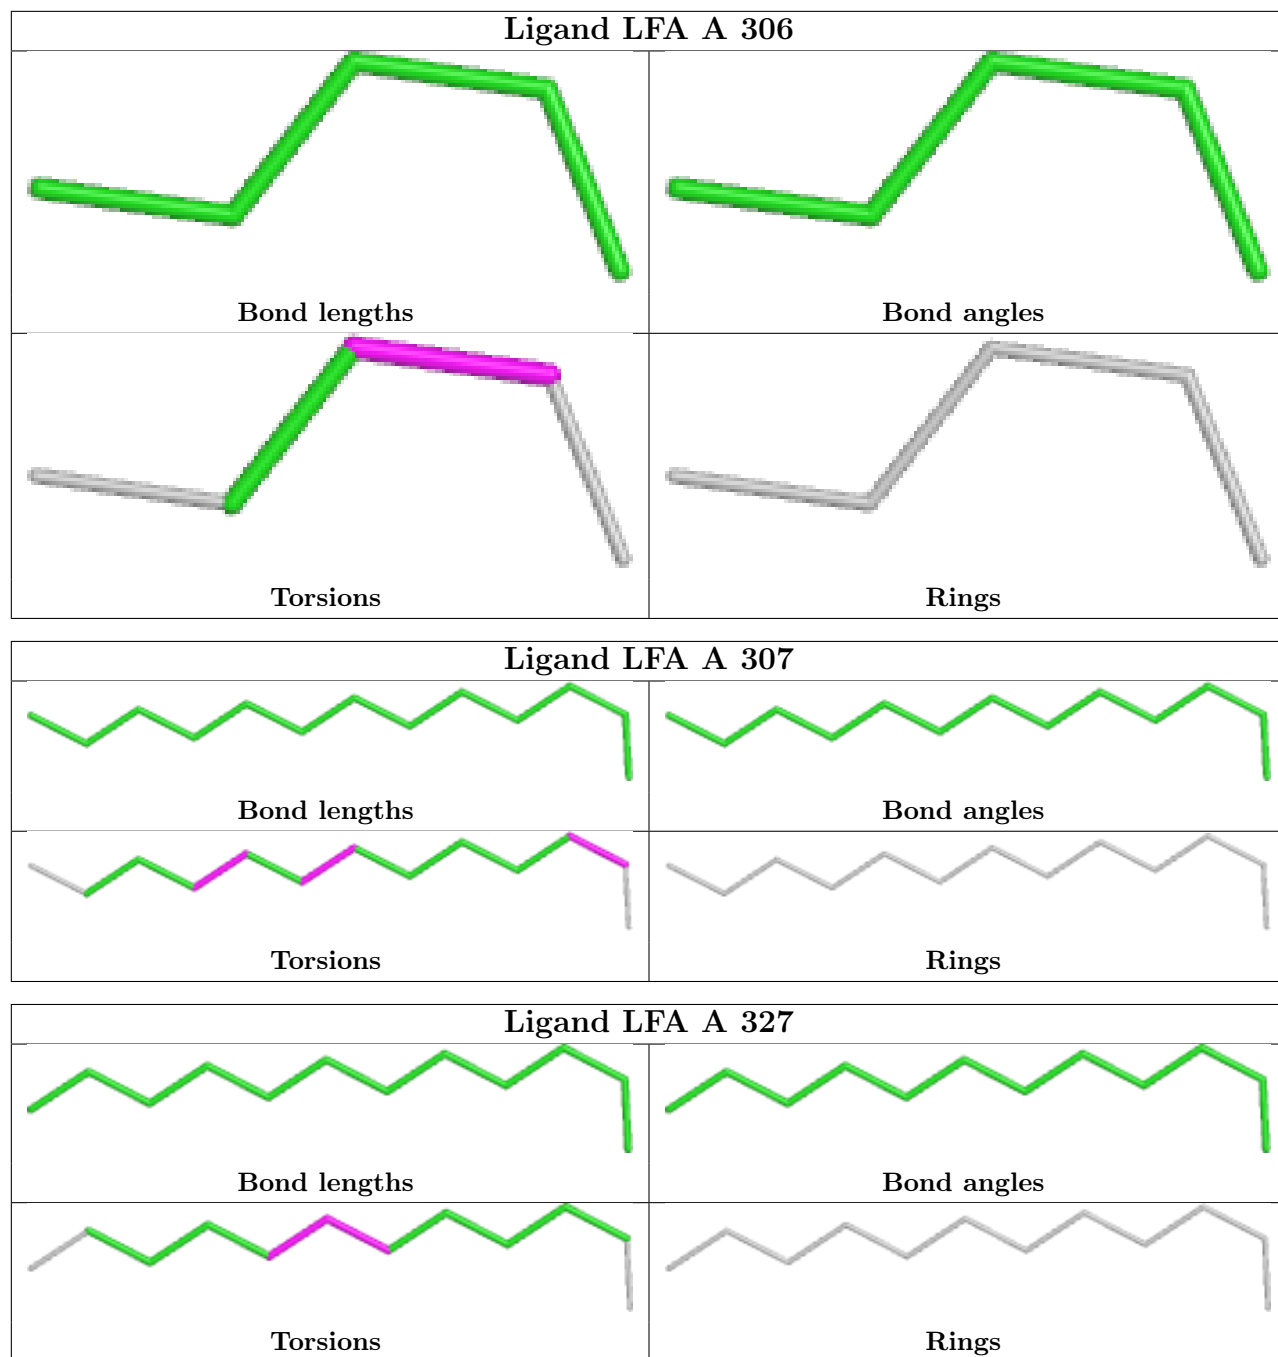 Ligand LFA A 306
Bond lengths
Bond angles
Torsions
Rings
Ligand LFA A 307
Bond lengths
Bond angles
Torsions
Rings
Ligand LFA A 327
Bond lengths
Bond angles
Torsions
Rings